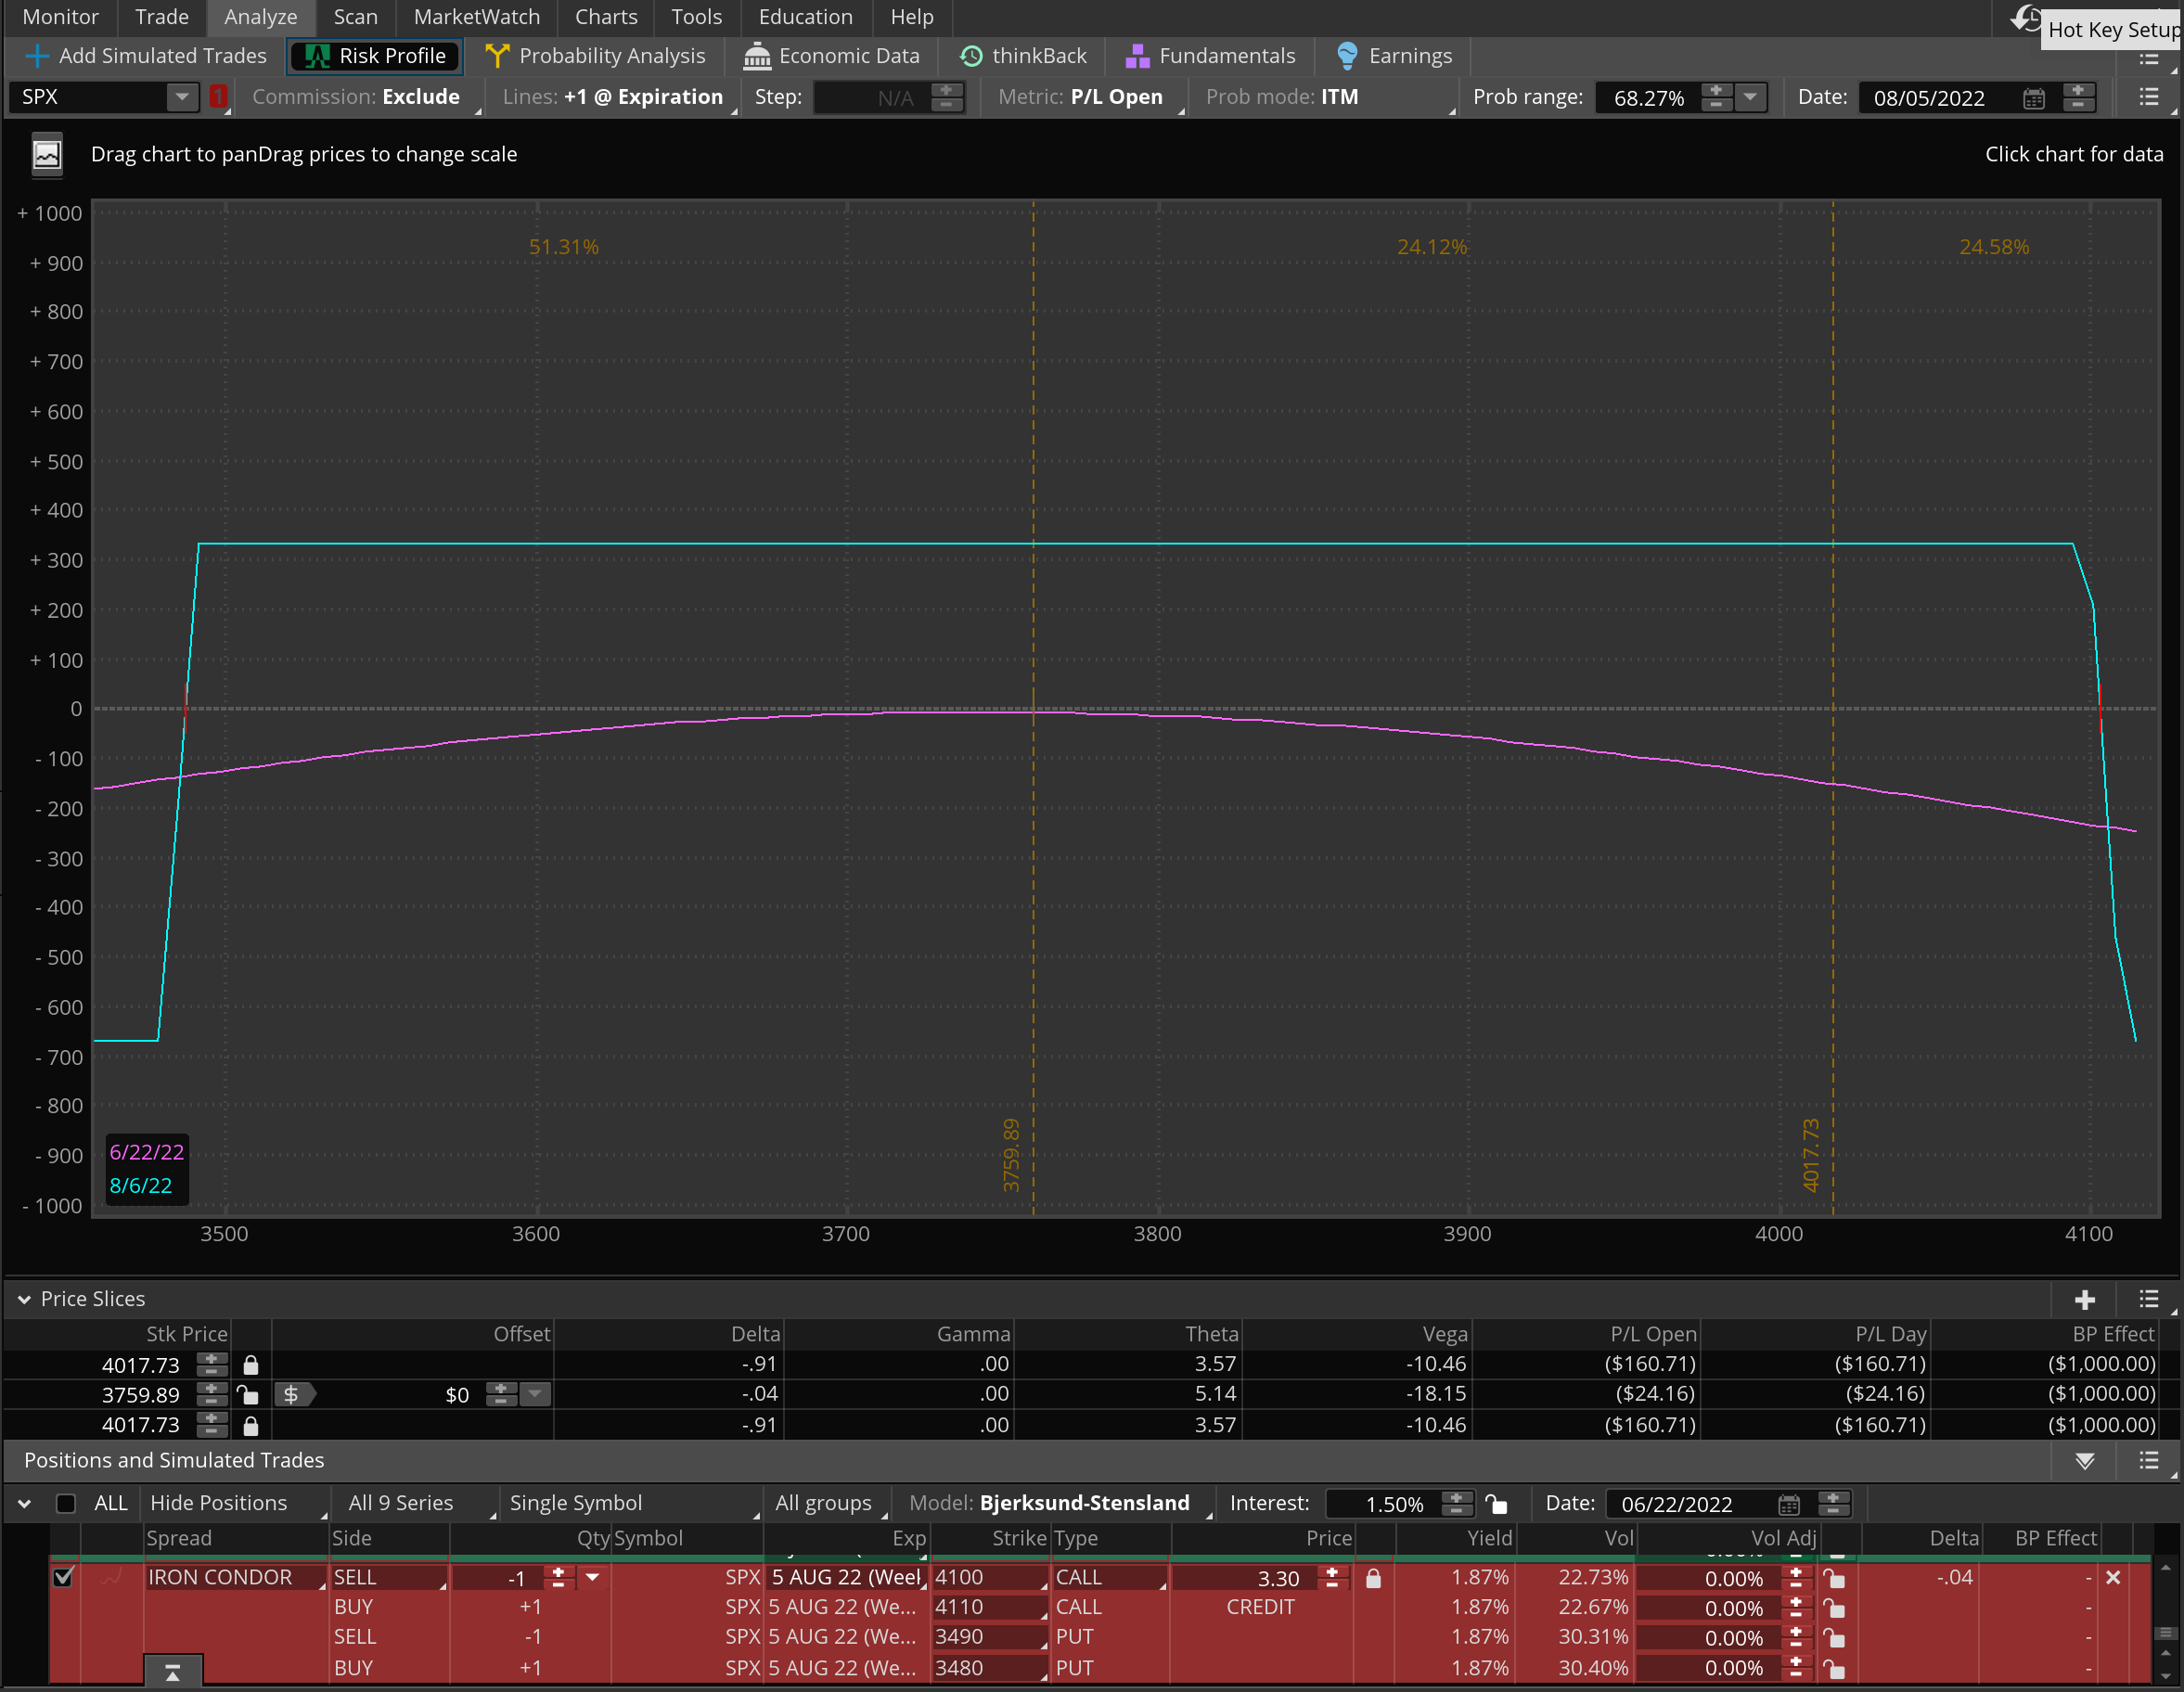 Monitor Trade Analyze Scan MarketWatch Charts Tools Education Help
Hot Key Setup
Add Simulated Trades Risk Profile Probability Analysis Economic Data thinkBack Fundamentals Earnings
SPX 1 Commission: Exclude Lines: +1 @ Expiration Step: N/A Metric: P/L Open Prob mode: ITM Prob range: 68.27% Date: 08/05/2022
Drag chart to panDrag prices to change scale Click chart for data
+ 1000
51.31% 24.12% 24.58%
+ 900
+ 800
+ 700
+ 600
+ 500
+ 400
+ 300
+ 200
+ 100
0
- 100
- 200
- 300
- 400
- 500
- 600
- 700
- 800
- 900
- 1000
3759.89
4017.73
6/22/22
8/6/22
3500 3600 3700 3800 3900 4000 4100
Price Slices
Stk Price Offset Delta Gamma Theta Vega P/L Open P/L Day BP Effect
4017.73 -.91 .00 3.57 -10.46 ($160.71) ($160.71) ($1,000.00)
3759.89 $ $0 -.04 .00 5.14 -18.15 ($24.16) ($24.16) ($1,000.00)
4017.73 -.91 .00 3.57 -10.46 ($160.71) ($160.71) ($1,000.00)
Positions and Simulated Trades
ALL Hide Positions All 9 Series Single Symbol All groups Model: Bjerksund-Stensland Interest: 1.50% Date: 06/22/2022
Spread Side Qty Symbol Exp Strike Type Price Yield Vol Vol Adj Delta BP Effect
IRON CONDOR SELL -1 SPX 5 AUG 22 (Weel 4100 CALL 3.30 1.87% 22.73% 0.00% -.04 -
BUY +1 SPX 5 AUG 22 (We... 4110 CALL CREDIT 1.87% 22.67% 0.00% -
SELL -1 SPX 5 AUG 22 (We... 3490 PUT 1.87% 30.31% 0.00% -
BUY +1 SPX 5 AUG 22 (We... 3480 PUT 1.87% 30.40% 0.00% -